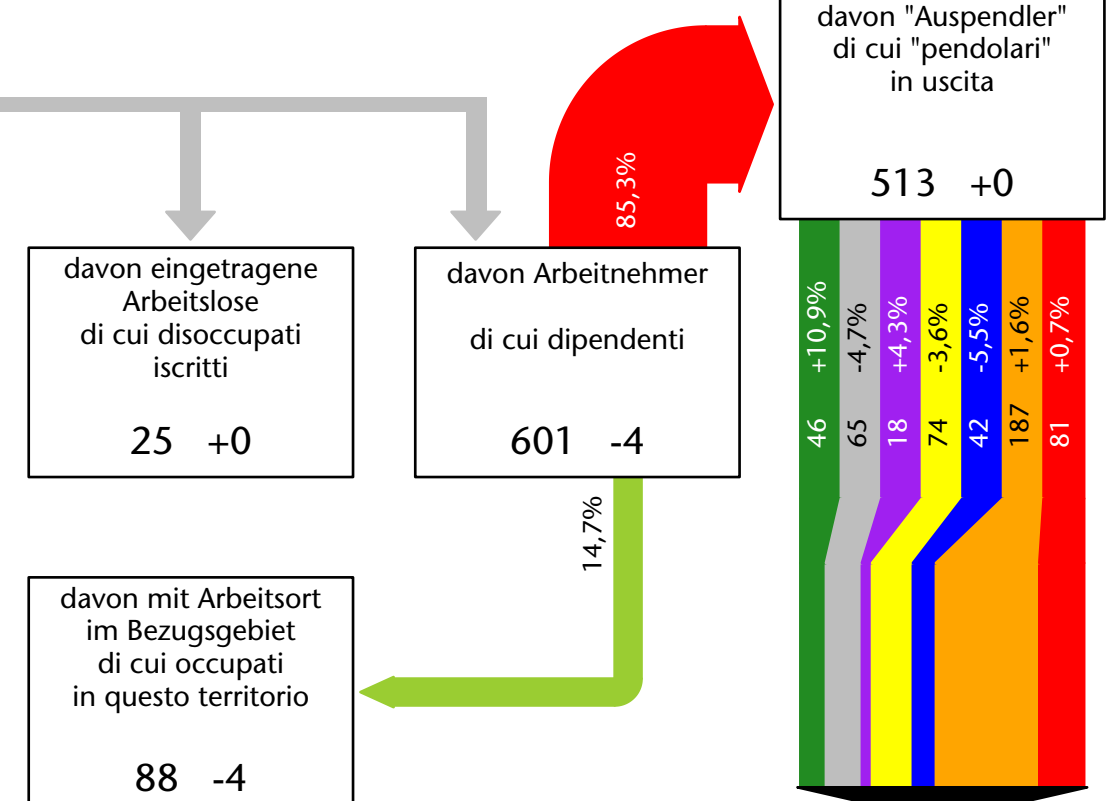 davon "Auspendler"
di cui "pendolari"
in uscita
513 +0
85,3%
davon eingetragene
Arbeitslose
di cui disoccupati
iscritti
25 +0
davon Arbeitnehmer
di cui dipendenti
601 -4
46 +10,9%
65 -4,7%
18 +4,3%
74 -3,6%
42 -5,5%
187 +1,6%
81 +0,7%
14,7%
davon mit Arbeitsort
im Bezugsgebiet
di cui occupati
in questo territorio
88 -4